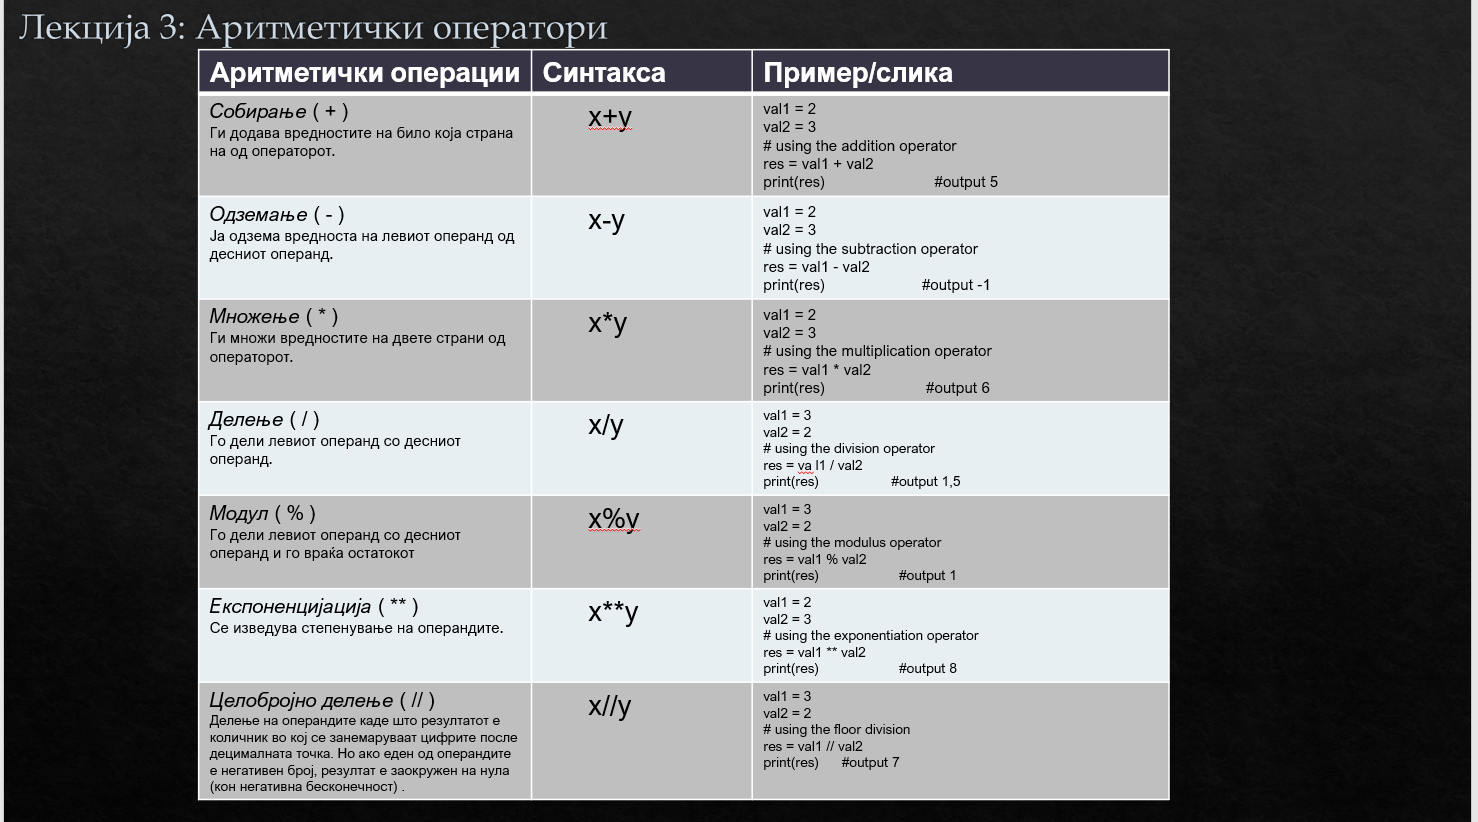 Лекција 3: Аритметички оператори
Аритметички операции
Синтакса
Пример/слика
Собирање ( + )
Ги додава вредностите на било која страна
на од операторот.
x+y
val1 = 2
val2 = 3
# using the addition operator
res = val1 + val2
print(res) #output 5
Одземање ( - )
Ја одзема вредноста на левиот операнд од
десниот операнд.
x-y
val1 = 2
val2 = 3
# using the subtraction operator
res = val1 - val2
print(res) #output -1
Множење ( * )
Ги множи вредностите на двете страни од
операторот.
x*y
val1 = 2
val2 = 3
# using the multiplication operator
res = val1 * val2
print(res) #output 6
Делење ( / )
Го дели левиот операнд со десниот
операнд.
x/y
val1 = 3
val2 = 2
# using the division operator
res = va l1 / val2
print(res) #output 1,5
Модул ( % )
Го дели левиот операнд со десниот
операнд и го враќа остатокот
x%y
val1 = 3
val2 = 2
# using the modulus operator
res = val1 % val2
print(res) #output 1
Експоненцијација ( ** )
Се изведува степенување на операндите.
x**y
val1 = 2
val2 = 3
# using the exponentiation operator
res = val1 ** val2
print(res) #output 8
Целобројно делење ( // )
Делење на операндите каде што резултатот е
количник во кој се занемаруваат цифрите после
децималната точка. Но ако еден од операндите
е негативен број, резултат е заокружен на нула
(кон негативна бесконечност) .
x//y
val1 = 3
val2 = 2
# using the floor division
res = val1 // val2
print(res) #output 7